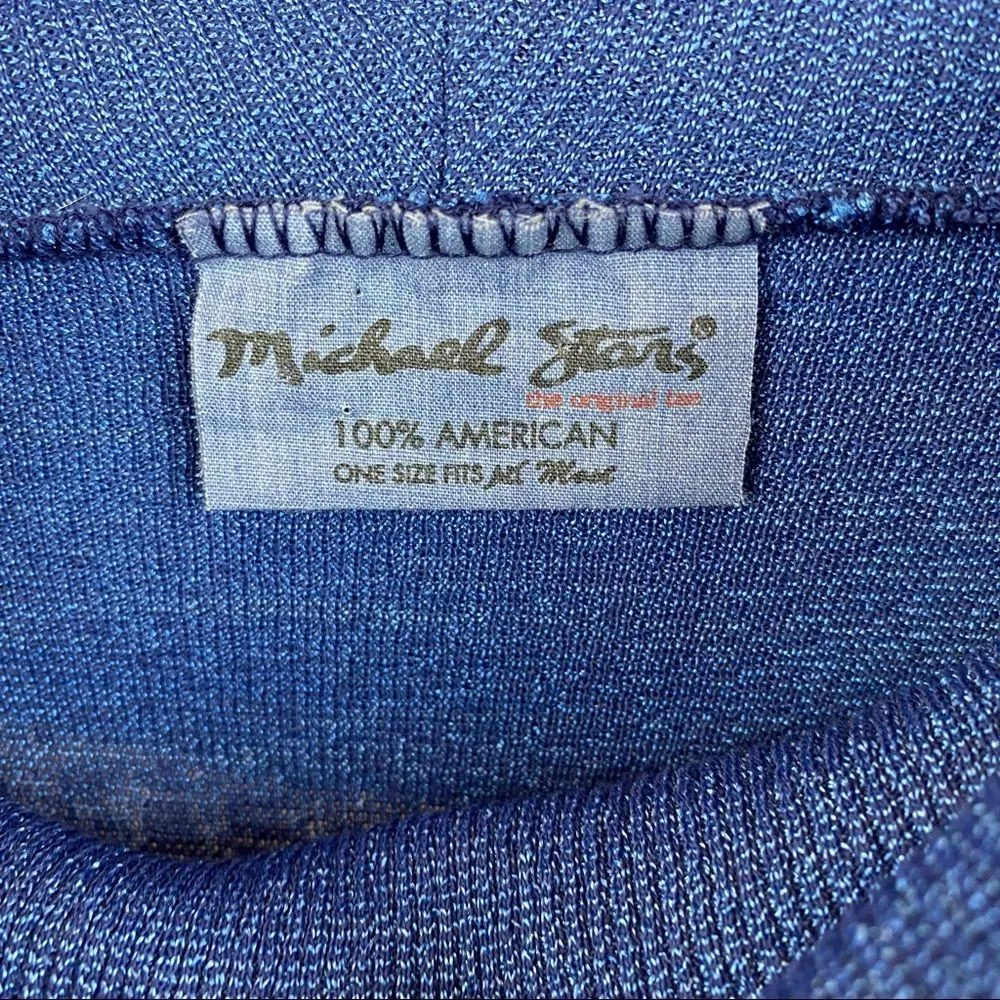 Michael Stars®
the original tee
100% AMERICAN
ONE SIZE FITS All Most